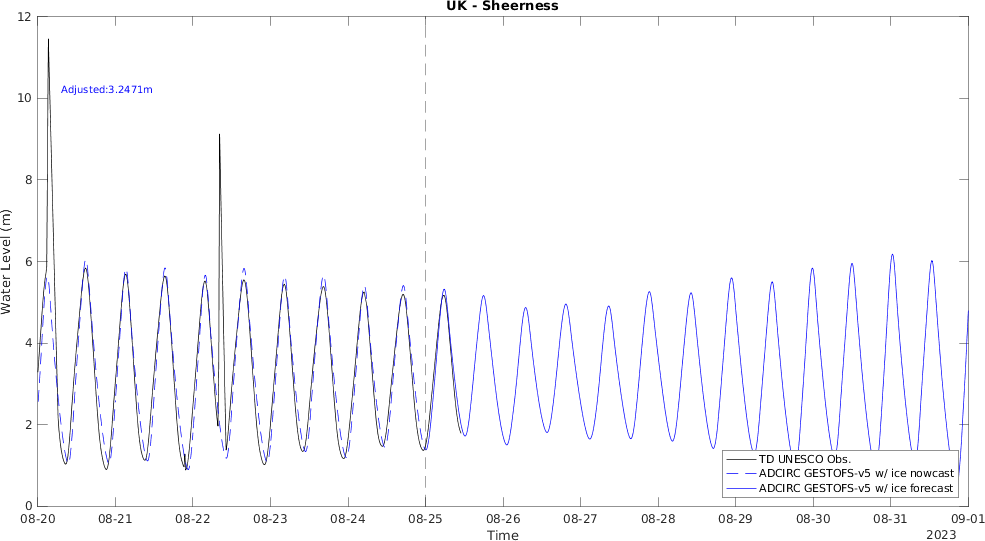 UK - Sheerness
12
10
8
6
4
2
0
Water Level (m)
Adjusted:3.2471m
TD UNESCO Obs.
ADCIRC GESTOFS-v5 w/ ice nowcast
ADCIRC GESTOFS-v5 w/ ice forecast
08-20 08-21 08-22 08-23 08-24 08-25 08-26 08-27 08-28 08-29 08-30 08-31 09-01
Time
2023